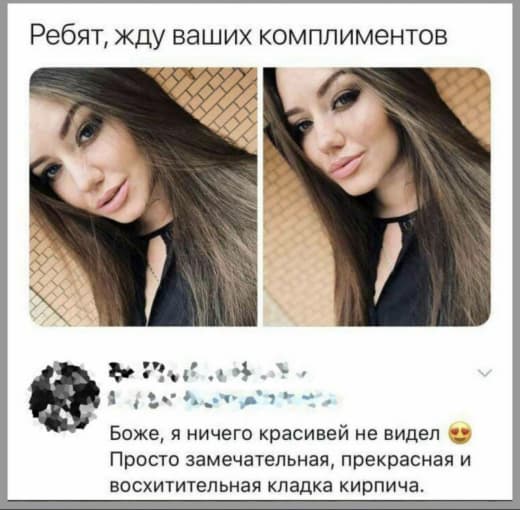 Ребят, жду ваших комплиментов
Боже, я ничего красивей не видел 😍
Просто замечательная, прекрасная и
восхитительная кладка кирпича.